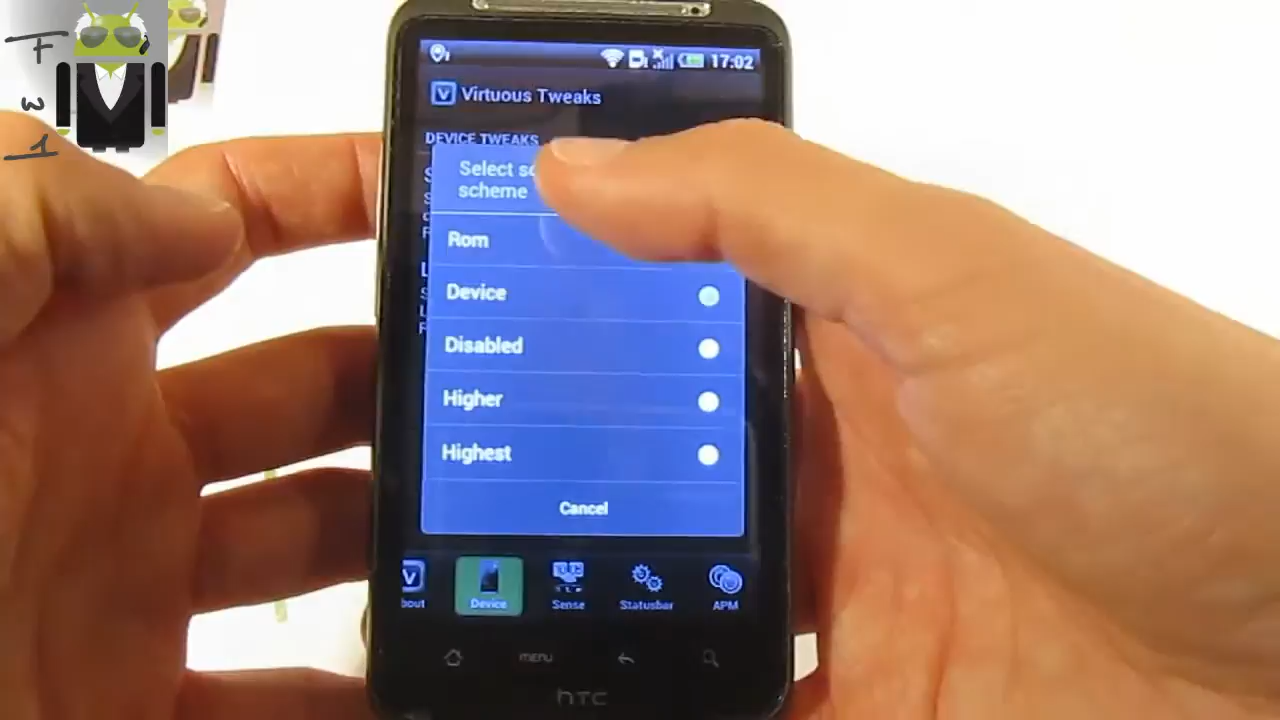 F
w
1
17:02
Virtuous Tweaks
DEVICE TWEAKS
Select
scheme
Rom
Device
Disabled
Higher
Highest
Cancel
Device
Sense
Statusbar
APM
MENU
hTC